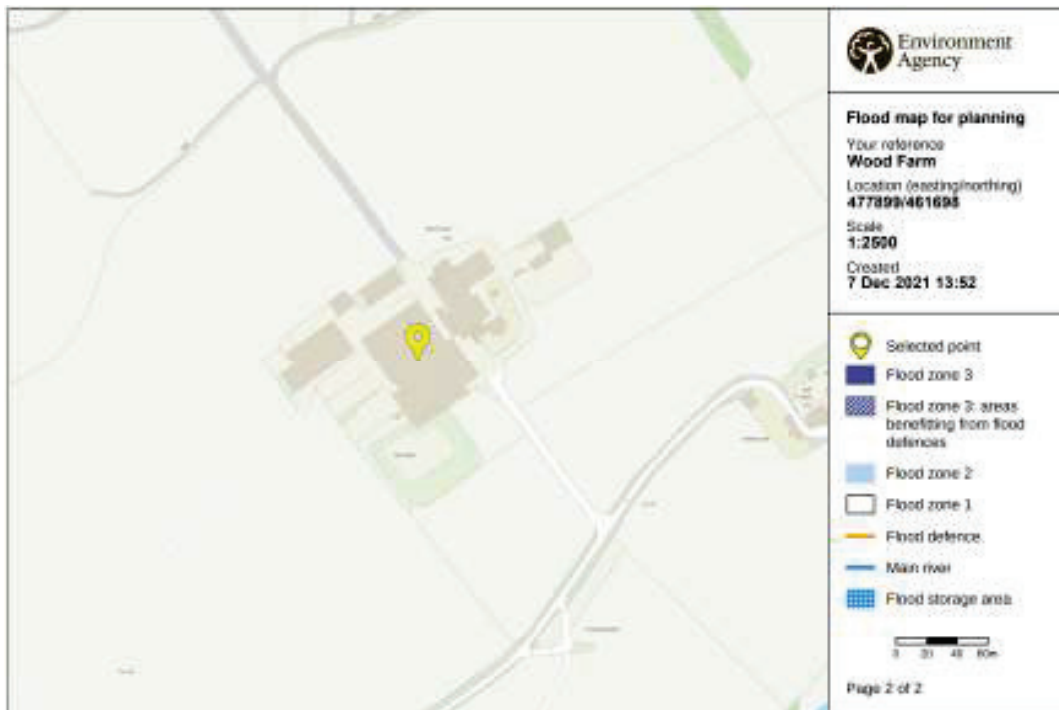 Environment
Agency
Flood map for planning
Your reference
Wood Farm
Location (easting/northing)
477899/461698
Scale
1:2500
Created
7 Dec 2021 13:52
Selected point
Flood zone 3
Flood zone 3: areas
benefitting from flood
defences
Flood zone 2
Flood zone 1
Flood defence
Main river
Flood storage area
0 20 40 60m
Page 2 of 2